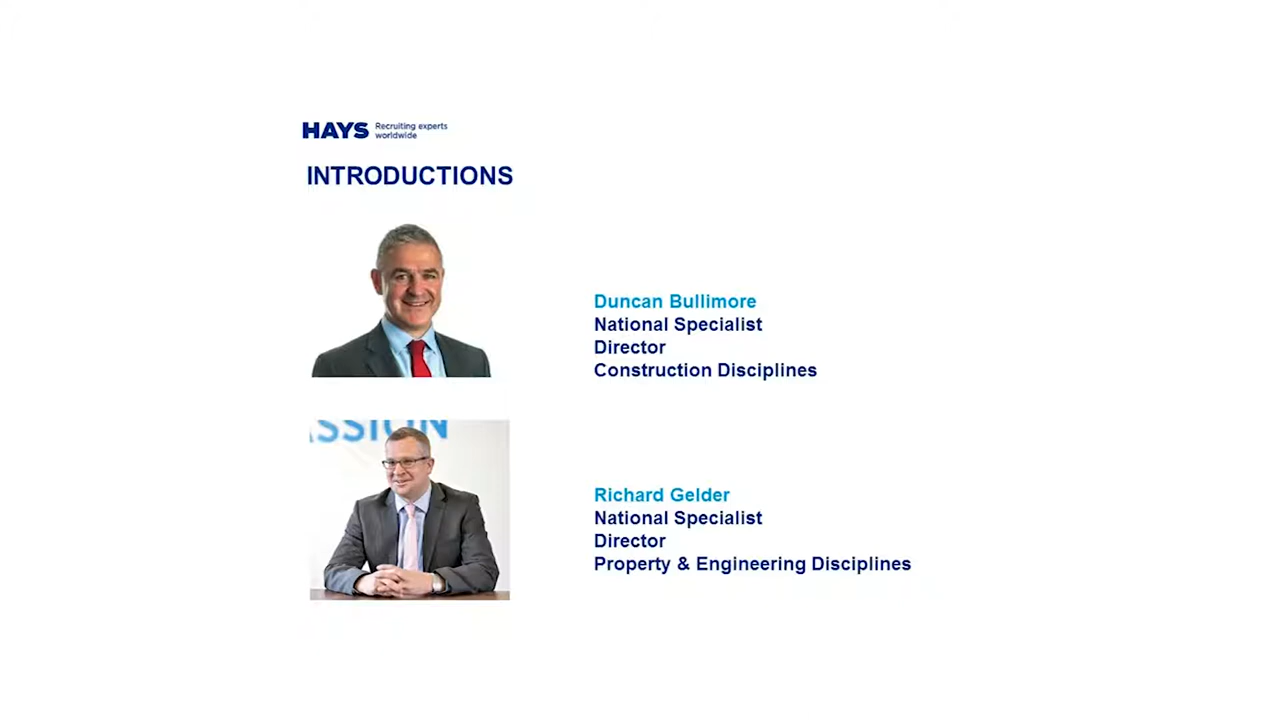 HAYS Recruiting experts
worldwide
INTRODUCTIONS
Duncan Bullimore
National Specialist
Director
Construction Disciplines
ASSION
Richard Gelder
National Specialist
Director
Property & Engineering Disciplines